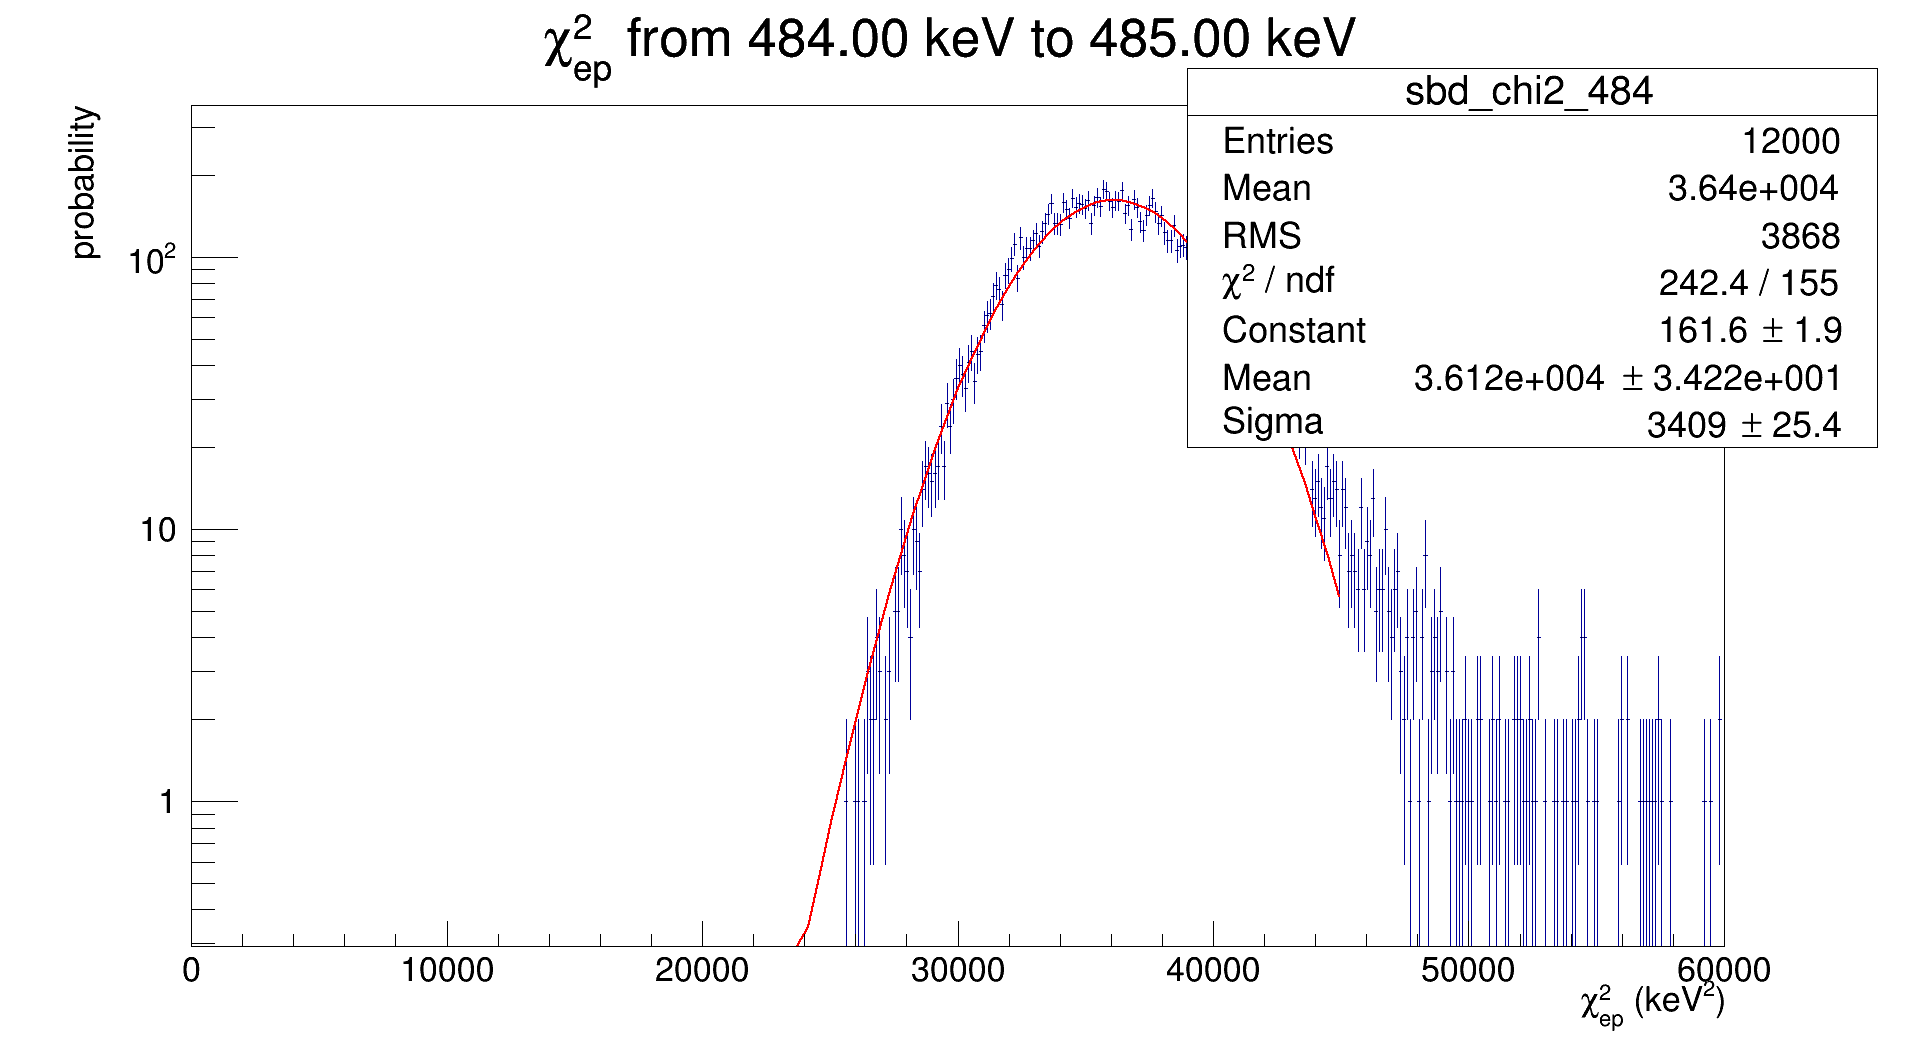 χ²ep from 484.00 keV to 485.00 keV
sbd_chi2_484
Entries 12000
Mean 3.64e+004
RMS 3868
χ² / ndf 242.4 / 155
Constant 161.6 ± 1.9
Mean 3.612e+004 ± 3.422e+001
Sigma 3409 ± 25.4
probability
10²
10
1
0 10000 20000 30000 40000 50000 60000
χ²ep (keV²)